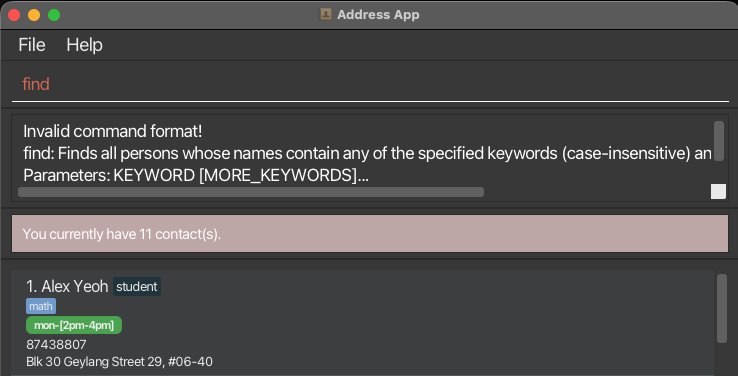 Address App
File Help
find
Invalid command format!
find: Finds all persons whose names contain any of the specified keywords (case-insensitive) an
Parameters: KEYWORD [MORE_KEYWORDS]...
You currently have 11 contact(s).
1. Alex Yeoh student
math
mon-[2pm-4pm]
87438807
Blk 30 Geylang Street 29, #06-40